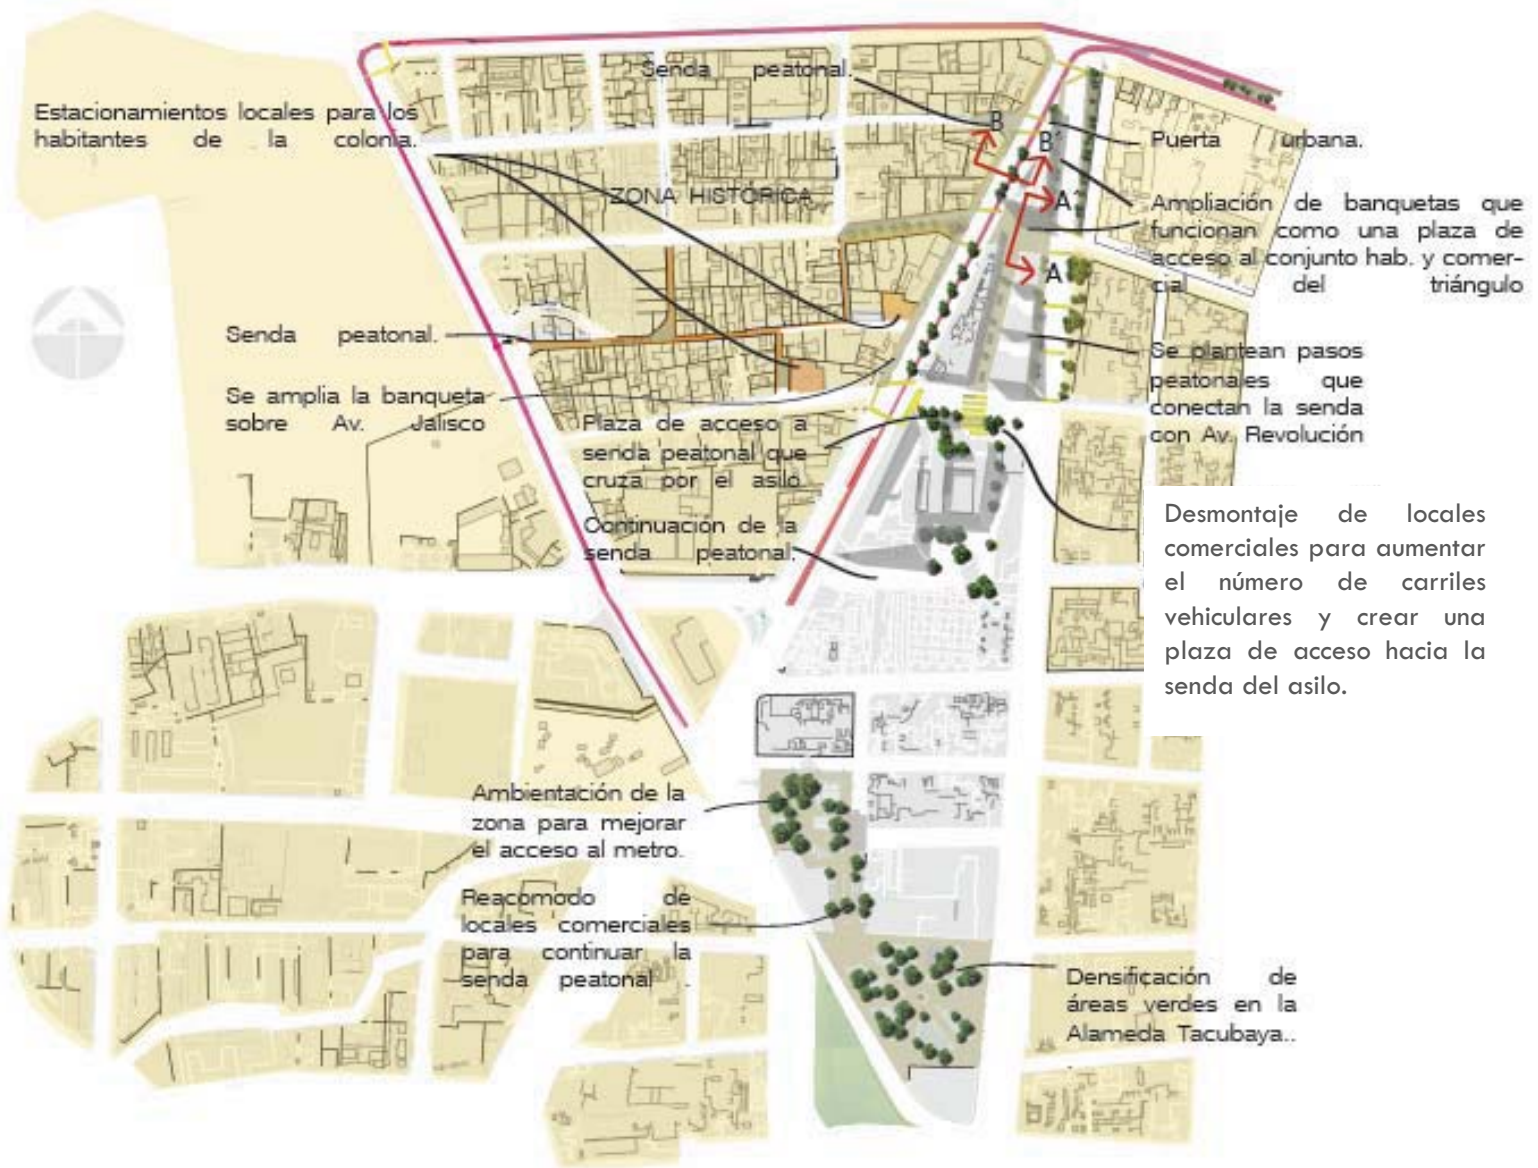 Senda peatonal.
Estacionamientos locales para los
habitantes de la colonia.
B
B´
Puerta urbana.
ZONA HISTÓRICA
A´
Ampliación de banquetas que
funcionan como una plaza de
acceso al conjunto hab. y comer-
cial del triángulo
A
Senda peatonal.
Se plantean pasos
peatonales que
conectan la senda
con Av. Revolución
Se amplia la banqueta
sobre Av. Jalisco
Plaza de acceso a
senda peatonal que
cruza por el asilo
Continuación de la
senda peatonal.
Desmontaje de locales
comerciales para aumentar
el número de carriles
vehiculares y crear una
plaza de acceso hacia la
senda del asilo.
Ambientación de la
zona para mejorar
el acceso al metro.
Reacomodo de
locales comerciales
para continuar la
senda peatonal .
Densificación de
áreas verdes en la
Alameda Tacubaya..